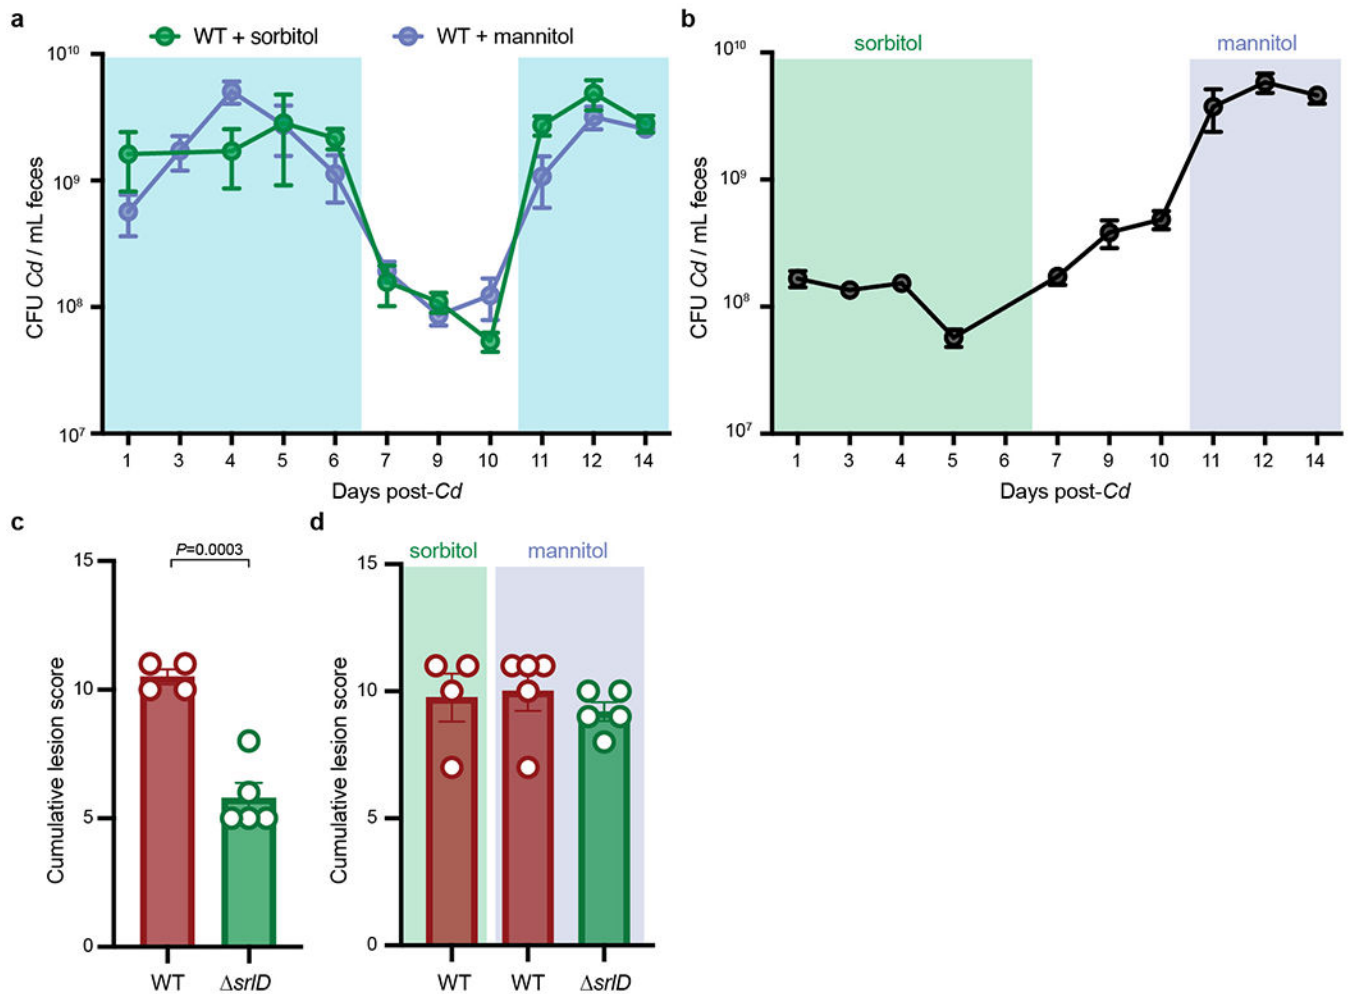 a
WT + sorbitol
WT + mannitol
10¹⁰
10⁹
10⁸
10⁷
CFU Cd / mL feces
1 3 4 5 6 7 9 10 11 12 14
Days post-Cd
b
sorbitol
mannitol
10¹⁰
10⁹
10⁸
10⁷
CFU Cd / mL feces
1 3 4 5 6 7 9 10 11 12 14
Days post-Cd
c
P=0.0003
15
10
5
0
Cumulative lesion score
WT ΔsrlD
d
sorbitol
mannitol
15
10
5
0
Cumulative lesion score
WT WT ΔsrlD